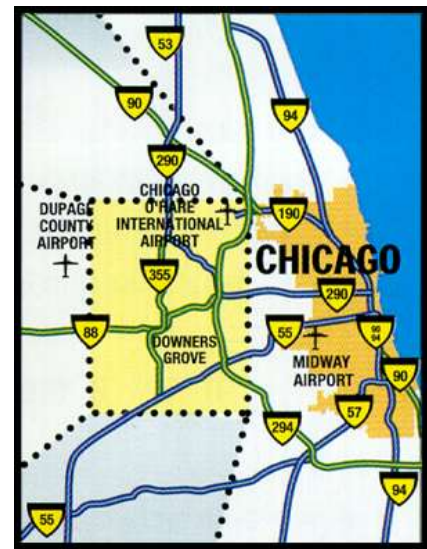 53
90
94
290
CHICAGO
O'HARE
INTERNATIONAL
AIRPORT
DUPAGE
COUNTY
AIRPORT
190
CHICAGO
355
290
88
DOWNERS
GROVE
55
90
94
MIDWAY
AIRPORT
90
57
294
94
55